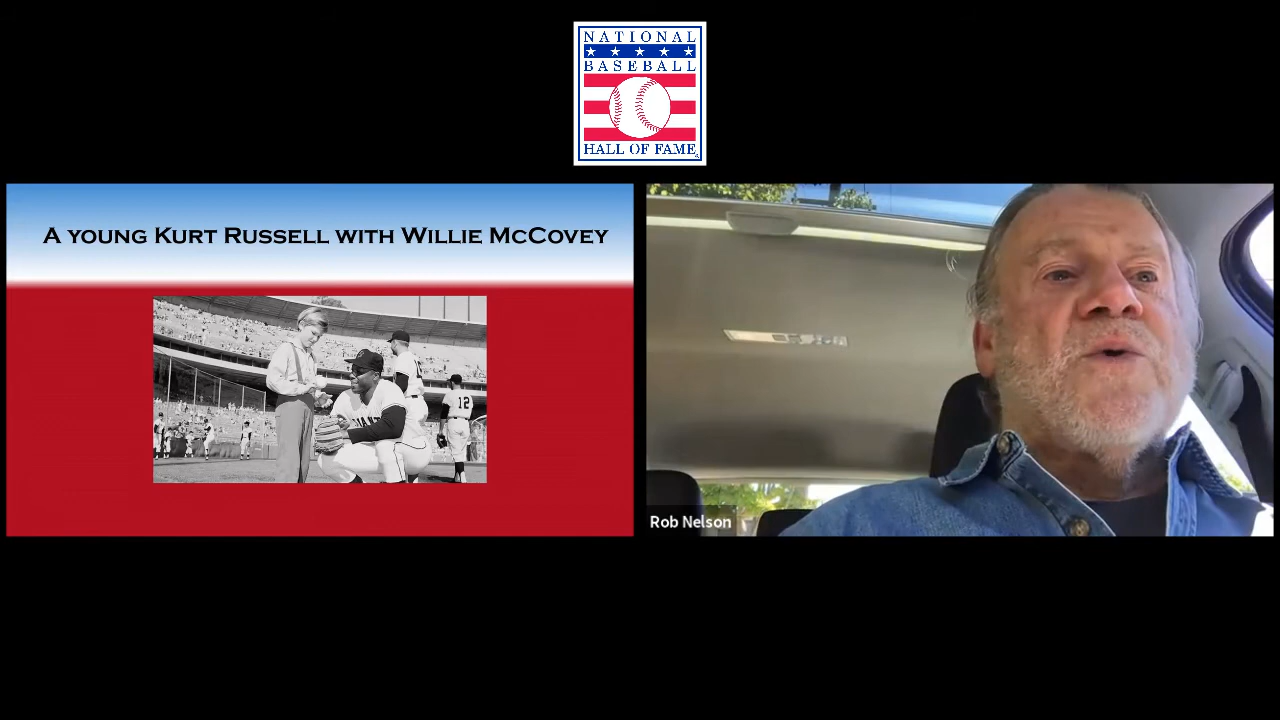 NATIONAL
BASEBALL
HALL OF FAME
A YOUNG KURT RUSSELL WITH WILLIE MCCOVEY
12
Rob Nelson